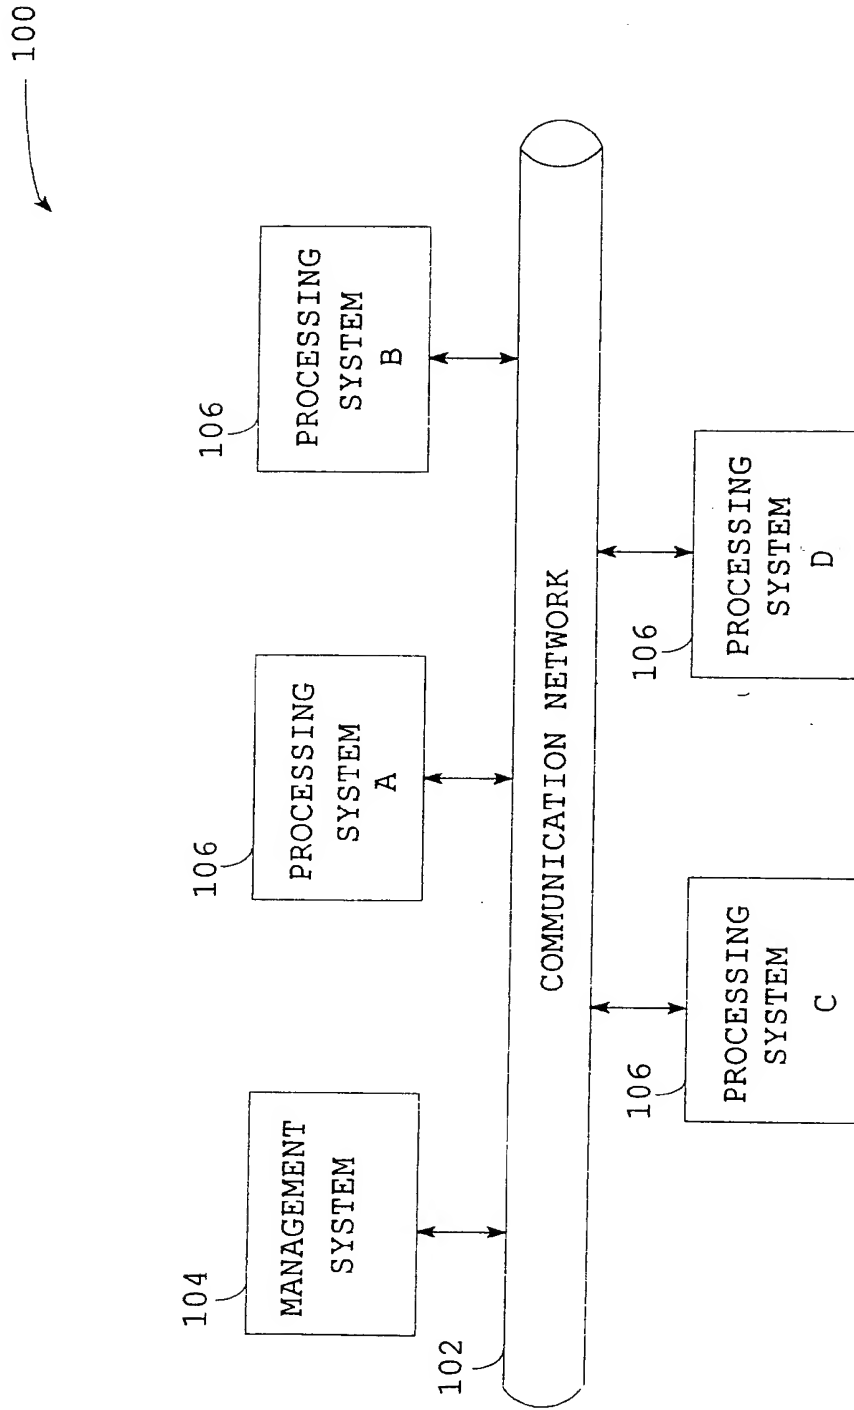 100
104
MANAGEMENT
SYSTEM
106
PROCESSING
SYSTEM
A
106
PROCESSING
SYSTEM
B
102
COMMUNICATION NETWORK
106
PROCESSING
SYSTEM
C
106
PROCESSING
SYSTEM
D